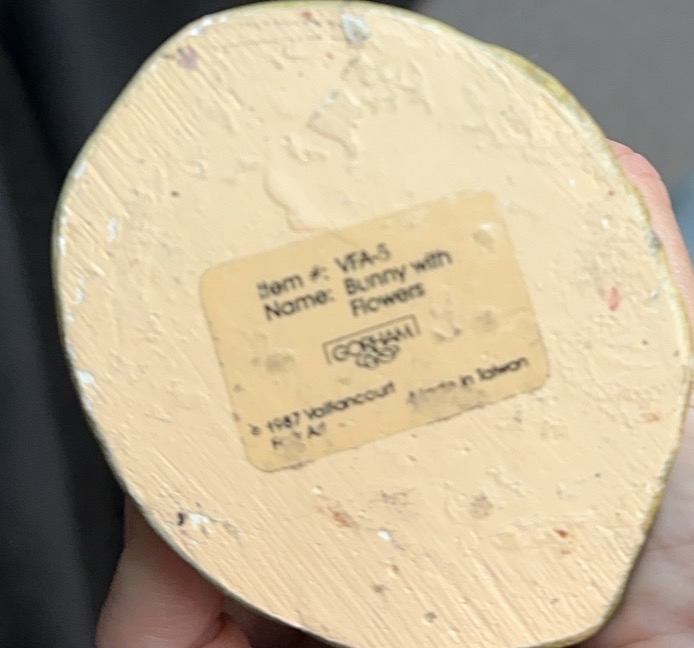 Item #: VFA-5
Name: Bunny with
Flowers
GORHAM
© 1987 Vaillancourt
Made in Taiwan
Folk Art